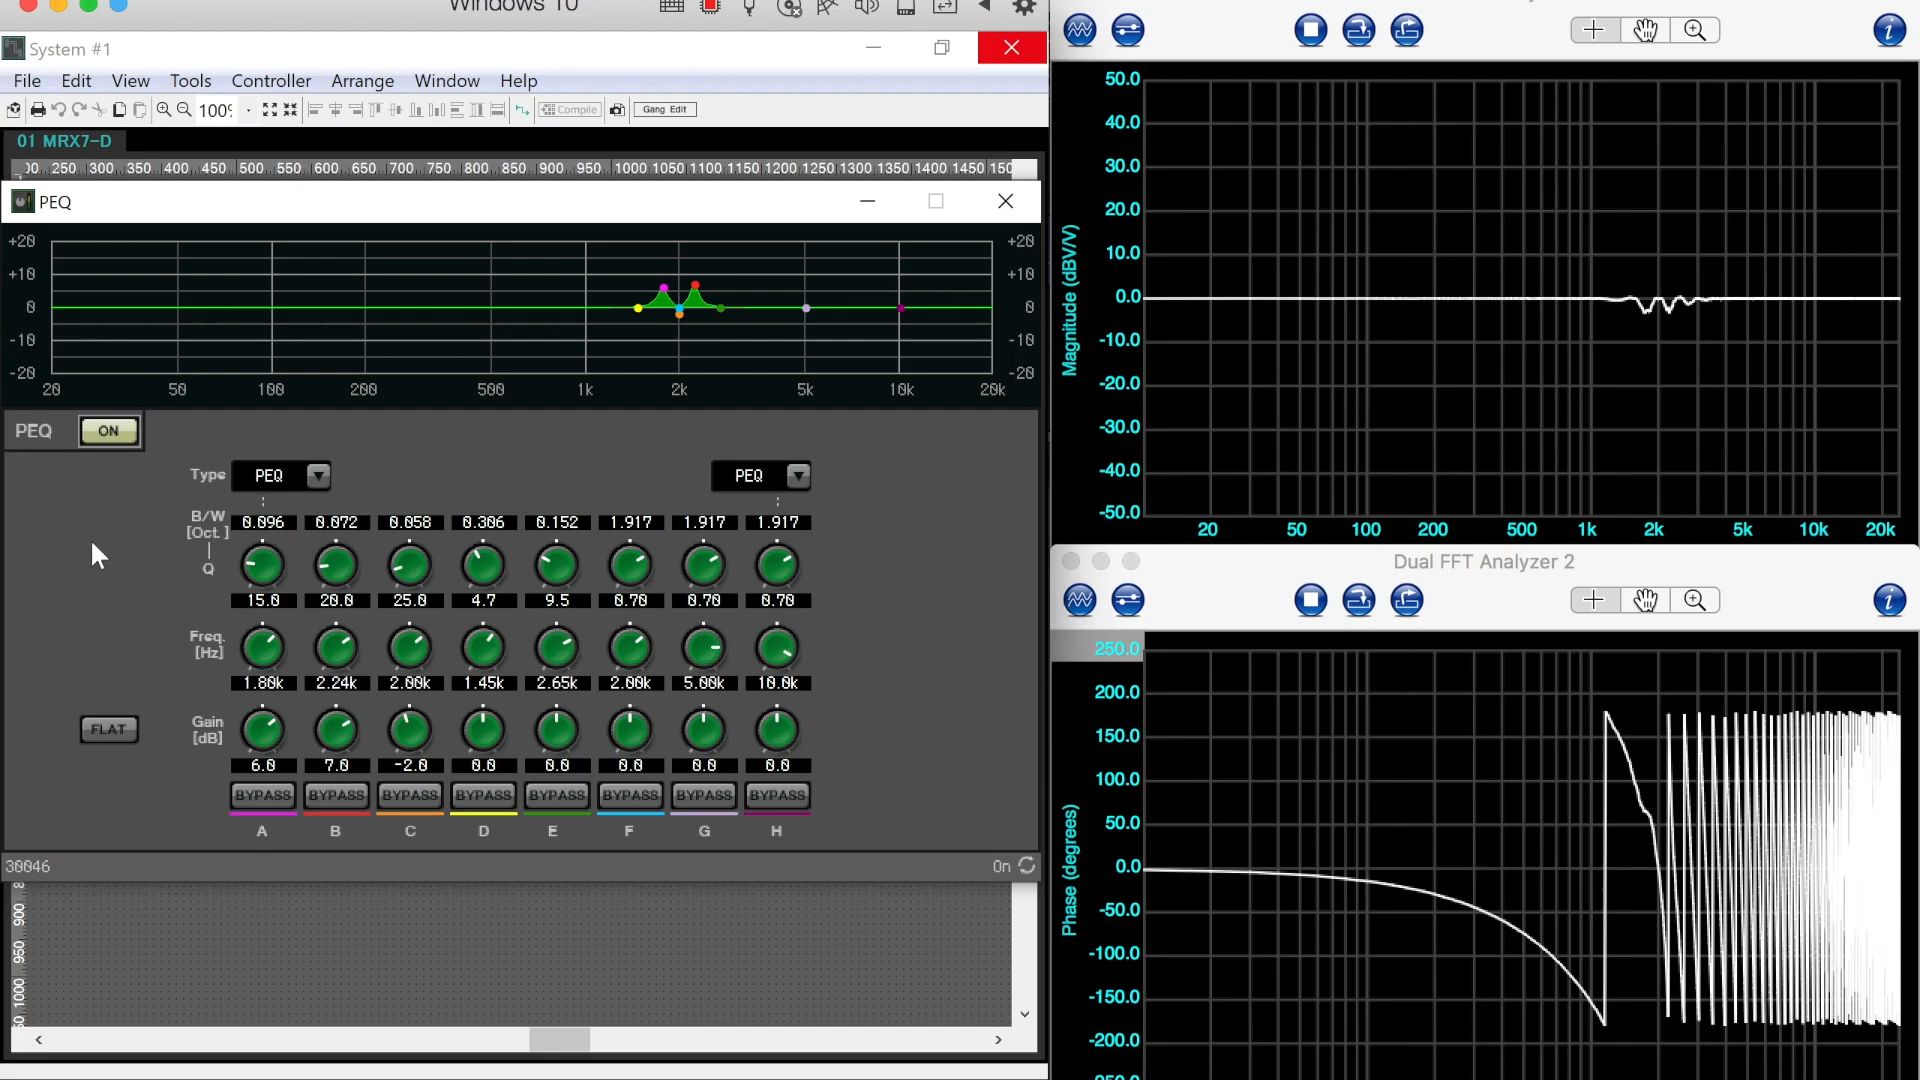 Windows 10
System #1
File Edit View Tools Controller Arrange Window Help
100%
Compile
Gang Edit
01 MRX7-D
250 300 350 400 450 500 550 600 650 700 750 800 850 900 950 1000 1050 1100 1150 1200 1250 1300 1350 1400 1450
PEQ
+20 +20
+10 +10
0 0
-10 -10
-20 -20
20 50 100 200 500 1k 2k 5k 10k 20k
PEQ ON
Type PEQ PEQ
B/W [Oct.] 0.096 0.072 0.058 0.306 0.152 1.917 1.917 1.917
Q
15.0 20.0 25.0 4.7 9.5 0.70 0.70 0.70
Freq. [Hz]
1.80k 2.24k 2.00k 1.45k 2.65k 2.00k 5.00k 10.0k
FLAT
Gain [dB]
6.0 7.0 -2.0 0.0 0.0 0.0 0.0 0.0
BYPASS BYPASS BYPASS BYPASS BYPASS BYPASS BYPASS BYPASS
A B C D E F G H
30046 On
900
950
1000
50.0
40.0
30.0
20.0
10.0
0.0
-10.0
-20.0
-30.0
-40.0
-50.0
Magnitude (dBV/V)
20 50 100 200 500 1k 2k 5k 10k 20k
Dual FFT Analyzer 2
250.0
200.0
150.0
100.0
50.0
0.0
-50.0
-100.0
-150.0
-200.0
Phase (degrees)